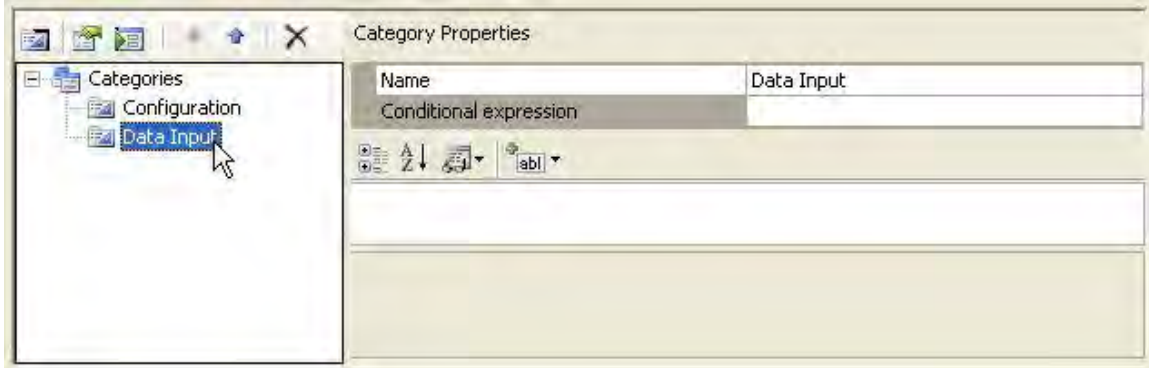 Category Properties
Categories
Configuration
Data Input
Name Data Input
Conditional expression
A
Z
abl